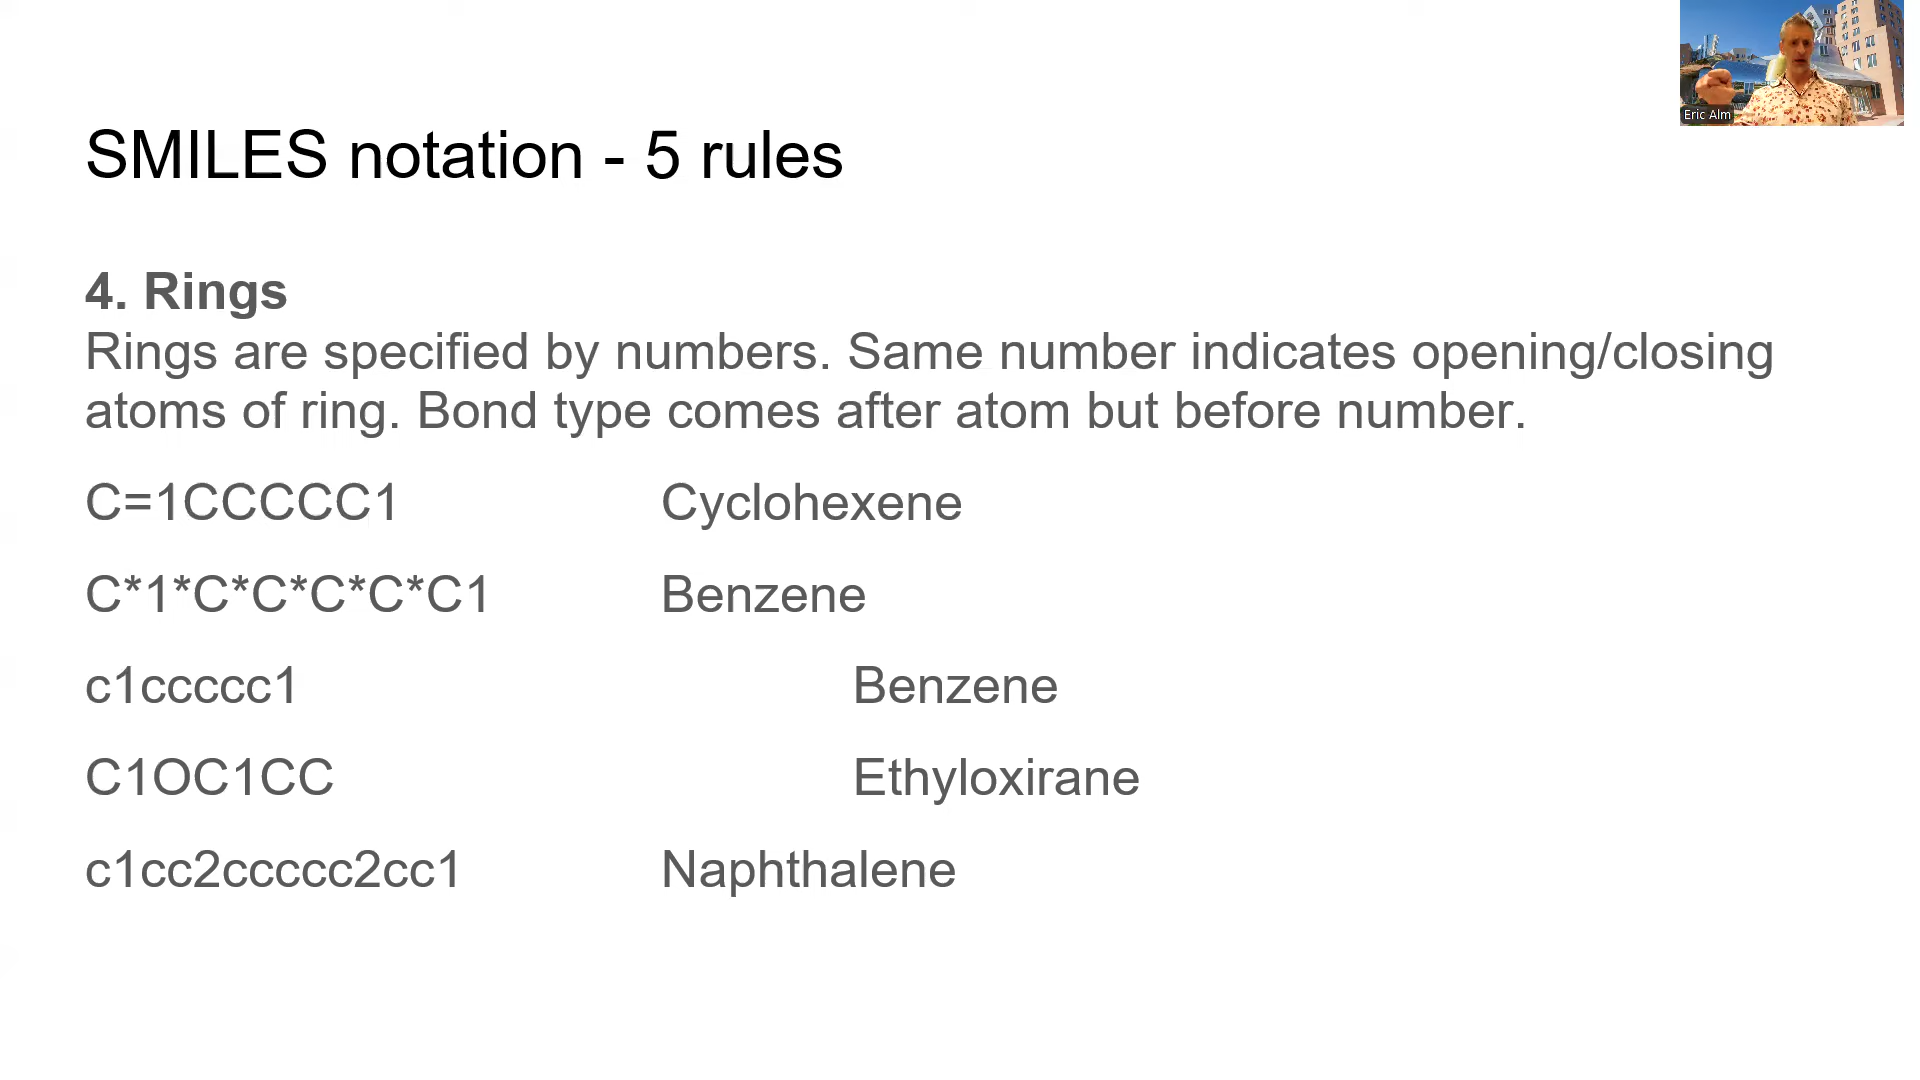 Eric Alm
SMILES notation - 5 rules
4. Rings
Rings are specified by numbers. Same number indicates opening/closing
atoms of ring. Bond type comes after atom but before number.
C=1CCCCC1 Cyclohexene
C*1*C*C*C*C*C1 Benzene
c1ccccc1 Benzene
C1OC1CC Ethyloxirane
c1cc2ccccc2cc1 Naphthalene